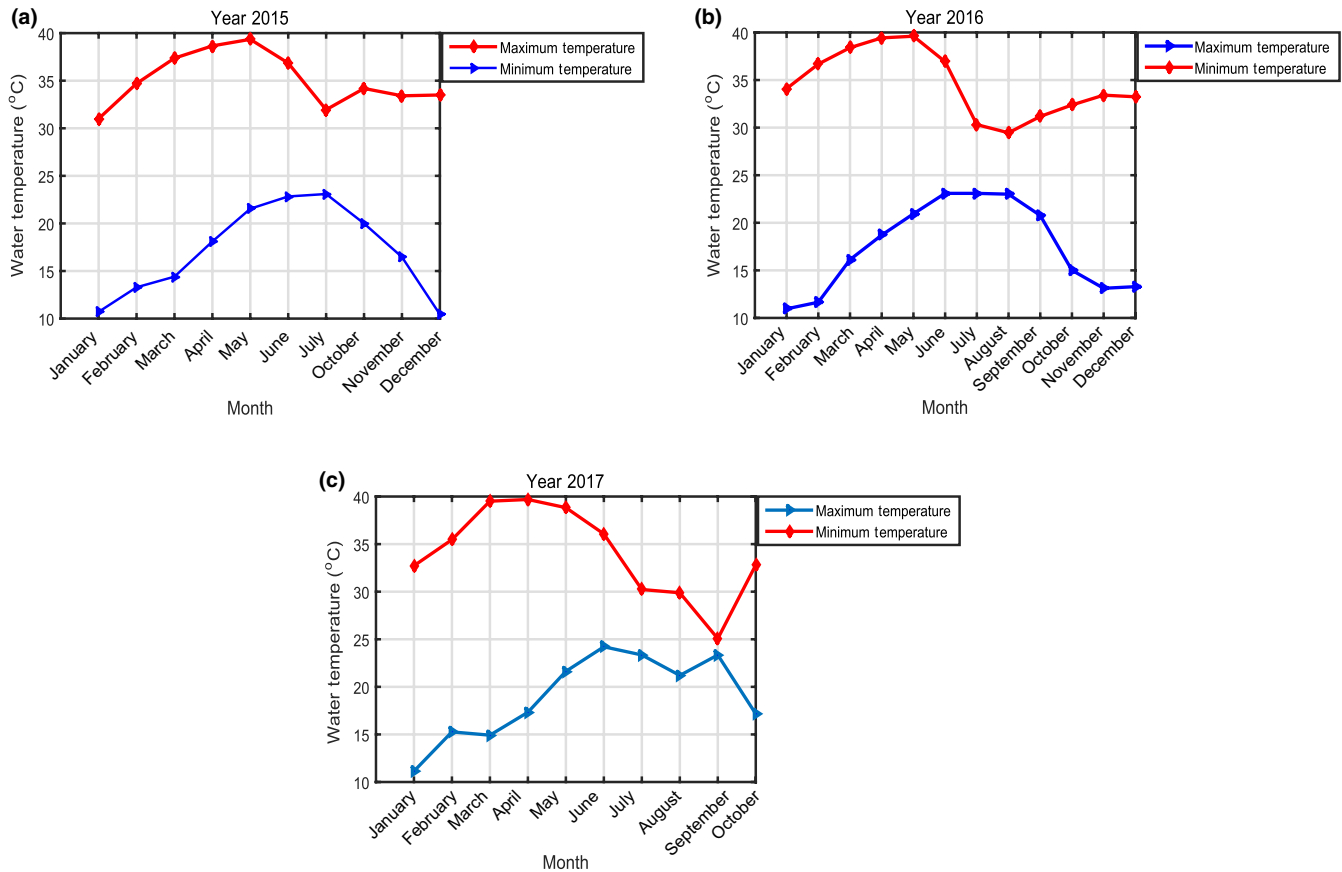 (a)
Year 2015
Maximum temperature
Minimum temperature
Water temperature (°C)
40
35
30
25
20
15
10
January
February
March
April
May
June
July
October
November
December
Month
(b)
Year 2016
Maximum temperature
Minimum temperature
Water temperature (°C)
40
35
30
25
20
15
10
January
February
March
April
May
June
July
August
September
October
November
December
Month
(c)
Year 2017
Maximum temperature
Minimum temperature
Water temperature (°C)
40
35
30
25
20
15
10
January
February
March
April
May
June
July
August
September
October
Month